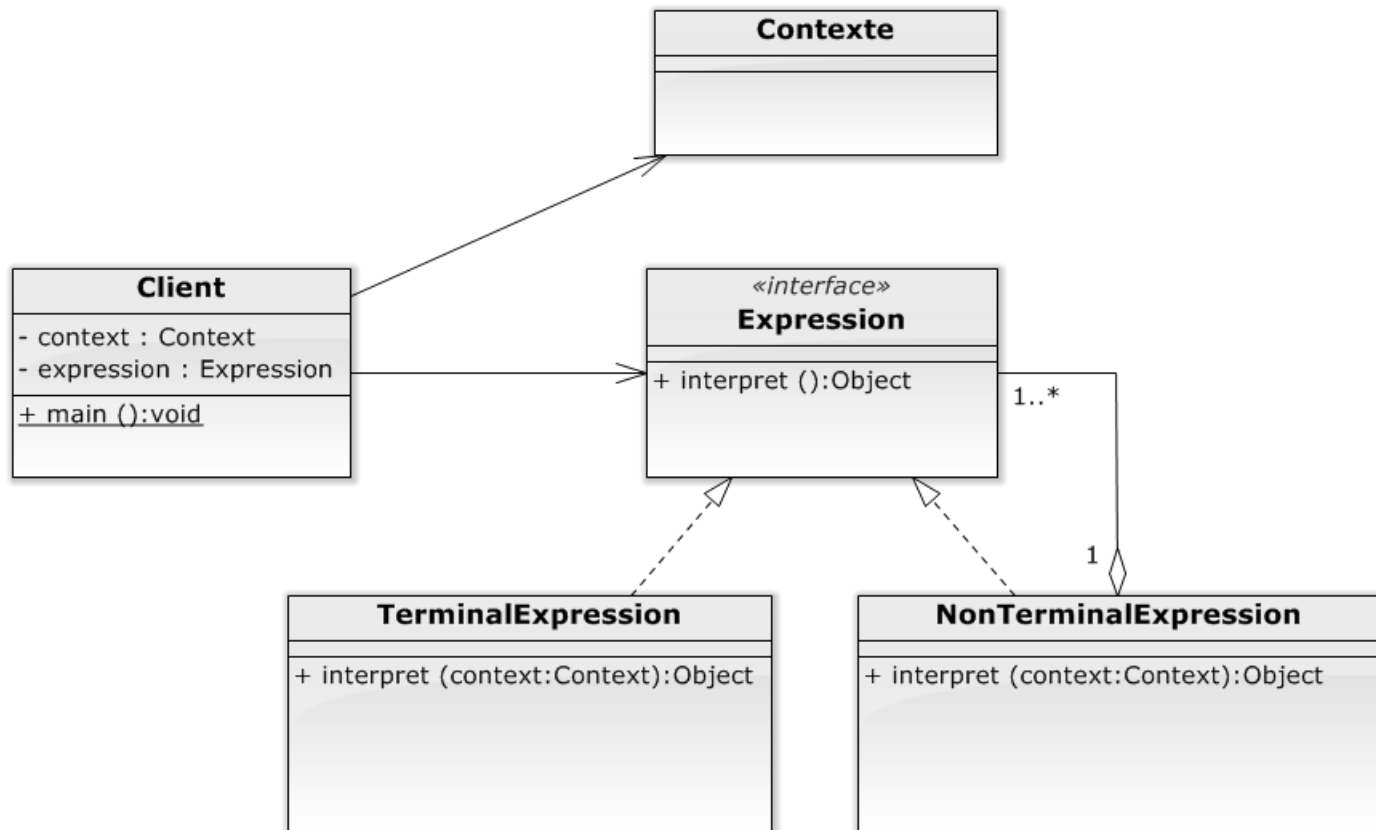 Contexte
Client
- context : Context
- expression : Expression
+ main ():void
«interface»
Expression
+ interpret ():Object
1..*
1
TerminalExpression
+ interpret (context:Context):Object
NonTerminalExpression
+ interpret (context:Context):Object